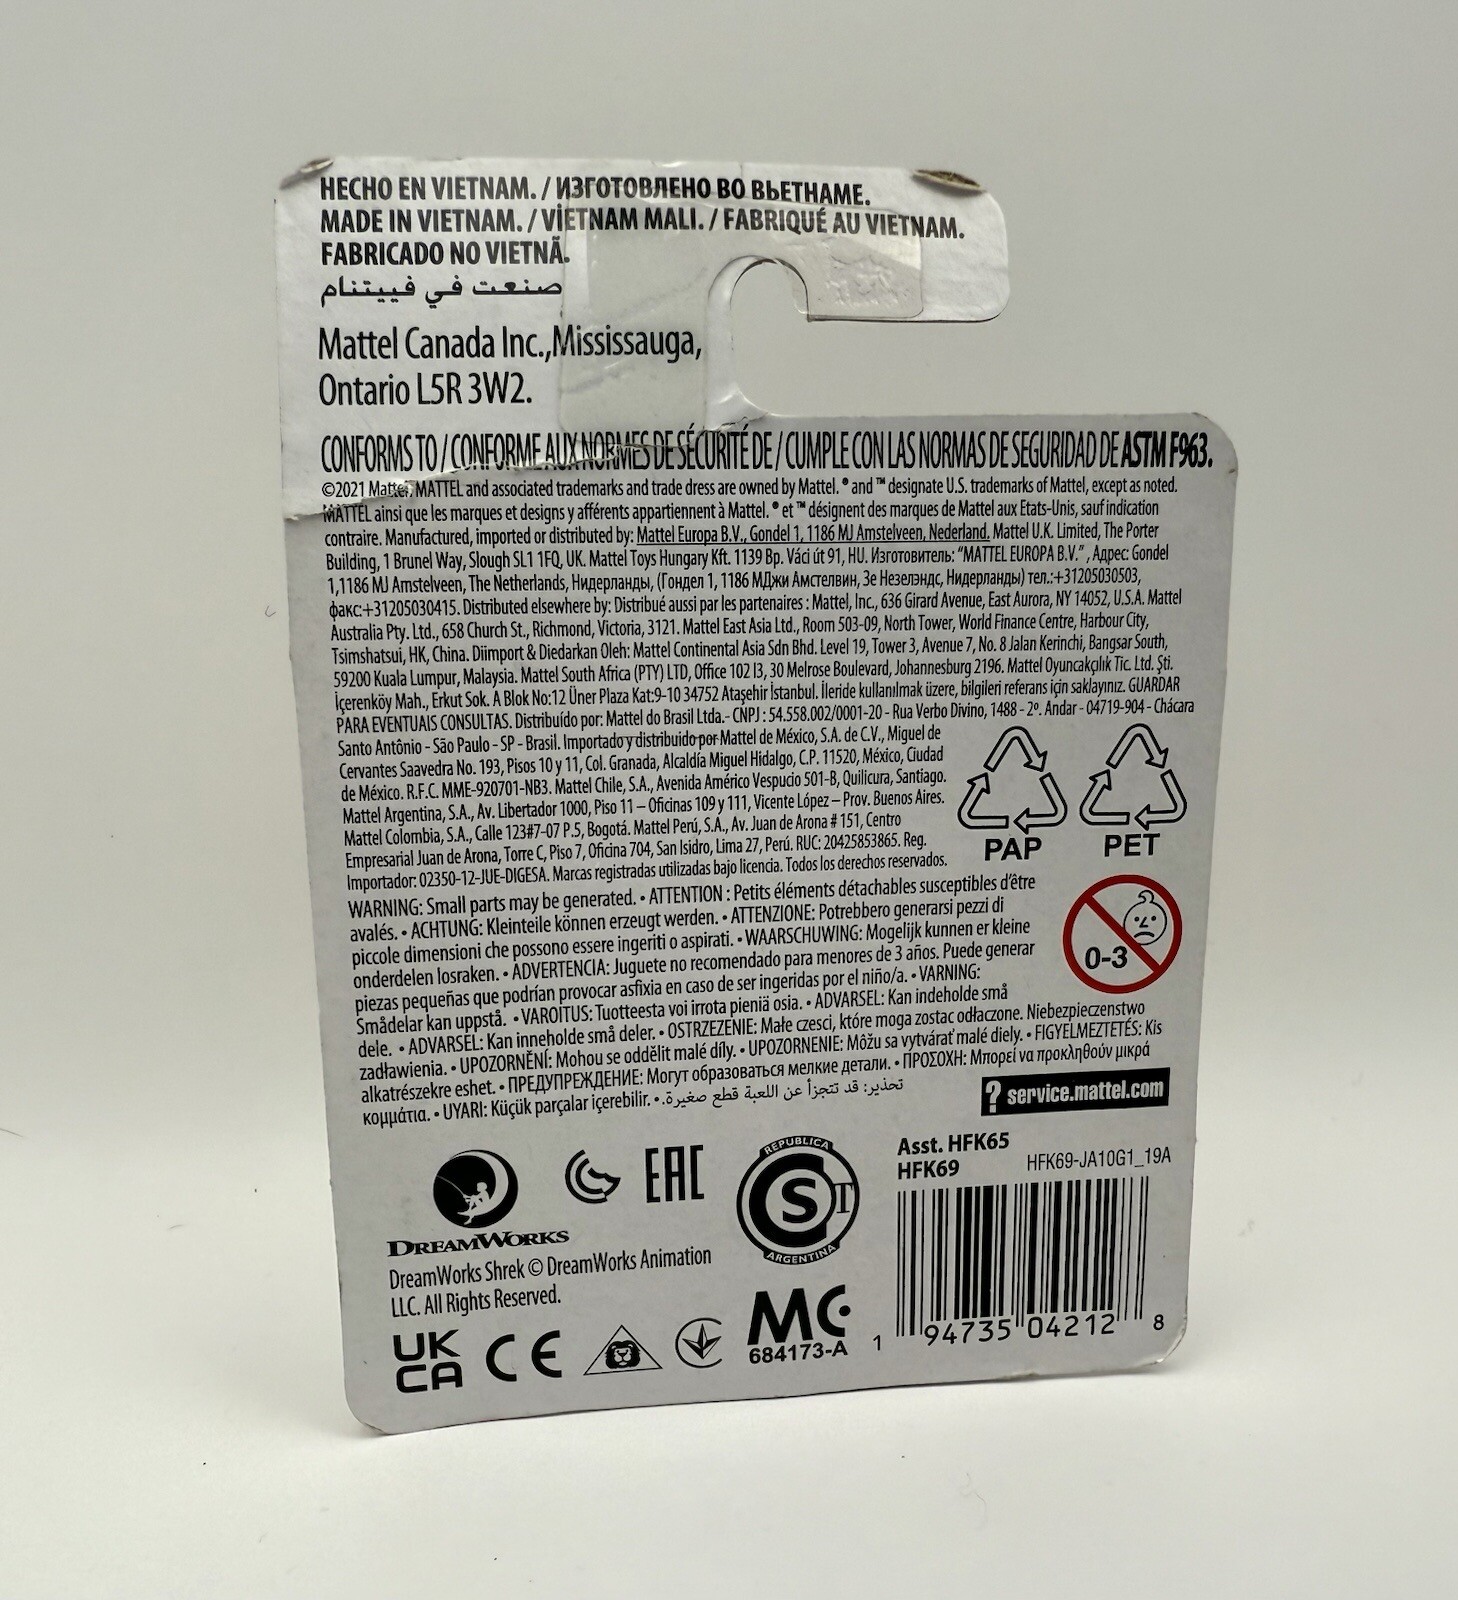 HECHO EN VIETNAM. / ИЗГОТОВЛЕНО ВО ВЬЕТНАМЕ.
MADE IN VIETNAM. / VİETNAM MALI. / FABRIQUÉ AU VIETNAM.
FABRICADO NO VIETNÃ.
صنعت في فييتنام
Mattel Canada Inc.,Mississauga,
Ontario L5R 3W2.
CONFORMS TO / CONFORME AUX NORMES DE SÉCURITÉ DE / CUMPLE CON LAS NORMAS DE SEGURIDAD DE ASTM F963.
©2021 Mattel. MATTEL and associated trademarks and trade dress are owned by Mattel. ® and ™ designate U.S. trademarks of Mattel, except as noted.
MATTEL ainsi que les marques et designs y afférents appartiennent à Mattel. ® et ™ désignent des marques de Mattel aux Etats-Unis, sauf indication
contraire. Manufactured, imported or distributed by: Mattel Europa B.V., Gondel 1, 1186 MJ Amstelveen, Nederland. Mattel U.K. Limited, The Porter
Building, 1 Brunel Way, Slough SL1 1FQ, UK. Mattel Toys Hungary Kft. 1139 Bp. Váci út 91, HU. Изготовитель: “MATTEL EUROPA B.V.” , Адрес: Gondel
1,1186 MJ Amstelveen, The Netherlands, Нидерланды, (Гондел 1, 1186 МДжи Амстелвин, Зе Незелэндс, Нидерланды) тел.:+31205030503,
факс:+31205030415. Distributed elsewhere by: Distribué aussi par les partenaires : Mattel, Inc., 636 Girard Avenue, East Aurora, NY 14052, U.S.A. Mattel
Australia Pty. Ltd., 658 Church St., Richmond, Victoria, 3121. Mattel East Asia Ltd., Room 503-09, North Tower, World Finance Centre, Harbour City,
Tsimshatsui, HK, China. Diimport & Diedarkan Oleh: Mattel Continental Asia Sdn Bhd. Level 19, Tower 3, Avenue 7, No. 8 Jalan Kerinchi, Bangsar South,
59200 Kuala Lumpur, Malaysia. Mattel South Africa (PTY) LTD, Office 102 I3, 30 Melrose Boulevard, Johannesburg 2196. Mattel Oyuncakçılık Tic. Ltd. Şti.
İçerenköy Mah., Erkut Sok. A Blok No:12 Üner Plaza Kat:9-10 34752 Ataşehir İstanbul. İleride kullanılmak üzere, bilgileri referans için saklayınız. GUARDAR
PARA EVENTUAIS CONSULTAS. Distribuído por: Mattel do Brasil Ltda.- CNPJ : 54.558.002/0001-20 - Rua Verbo Divino, 1488 - 2º. Andar - 04719-904 - Chácara
Santo Antônio - São Paulo - SP - Brasil. Importado y distribuido por Mattel de México, S.A. de C.V., Miguel de
Cervantes Saavedra No. 193, Pisos 10 y 11, Col. Granada, Alcaldía Miguel Hidalgo, C.P. 11520, México, Ciudad
de México. R.F.C. MME-920701-NB3. Mattel Chile, S.A., Avenida Américo Vespucio 501-B, Quilicura, Santiago.
Mattel Argentina, S.A., Av. Libertador 1000, Piso 11 – Oficinas 109 y 111, Vicente López – Prov. Buenos Aires.
Mattel Colombia, S.A., Calle 123#7-07 P.5, Bogotá. Mattel Perú, S.A., Av. Juan de Arona # 151, Centro
Empresarial Juan de Arona, Torre C, Piso 7, Oficina 704, San Isidro, Lima 27, Perú. RUC: 20425853865. Reg.
Importador: 02350-12-JUE-DIGESA. Marcas registradas utilizadas bajo licencia. Todos los derechos reservados.
PAP
PET
WARNING: Small parts may be generated. • ATTENTION : Petits éléments détachables susceptibles d’être
avalés. • ACHTUNG: Kleinteile können erzeugt werden. • ATTENZIONE: Potrebbero generarsi pezzi di
piccole dimensioni che possono essere ingeriti o aspirati. • WAARSCHUWING: Mogelijk kunnen er kleine
onderdelen losraken. • ADVERTENCIA: Juguete no recomendado para menores de 3 años. Puede generar
piezas pequeñas que podrían provocar asfixia en caso de ser ingeridas por el niño/a. • VARNING:
Smådelar kan uppstå. • VAROITUS: Tuotteesta voi irrota pieniä osia. • ADVARSEL: Kan indeholde små
dele. • ADVARSEL: Kan inneholde små deler. • OSTRZEZENIE: Małe czesci, które moga zostac odłaczone. Niebezpieczenstwo
zadławienia. • UPOZORNĚNÍ: Mohou se oddělit malé díly. • UPOZORNENIE: Môžu sa vytvárať malé diely. • FIGYELMEZTETÉS: Kis
alkatrészekre eshet. • ПРЕДУПРЕЖДЕНИЕ: Могут образоваться мелкие детали. • ΠΡΟΣΟΧΗ: Μπορεί να προκληθούν μικρά
κομμάτια. • UYARI: Küçük parçalar içerebilir. • تحذير: قد تتجزأ عن اللعبة قطع صغيرة.
0-3
? service.mattel.com
DREAMWORKS
DreamWorks Shrek © DreamWorks Animation
LLC. All Rights Reserved.
EAC
REPUBLICA
S T
ARGENTINA
Asst. HFK65
HFK69
HFK69-JA10G1_19A
UK
CA
CE
MC
684173-A
1 94735 04212 8